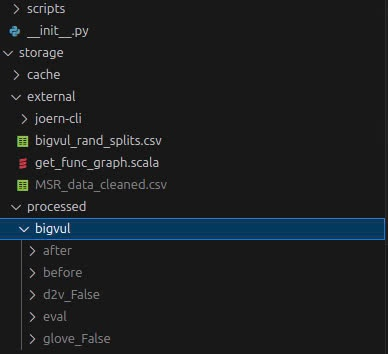 scripts
__init__.py
storage
cache
external
joern-cli
bigvul_rand_splits.csv
get_func_graph.scala
MSR_data_cleaned.csv
processed
bigvul
after
before
d2v_False
eval
glove_False